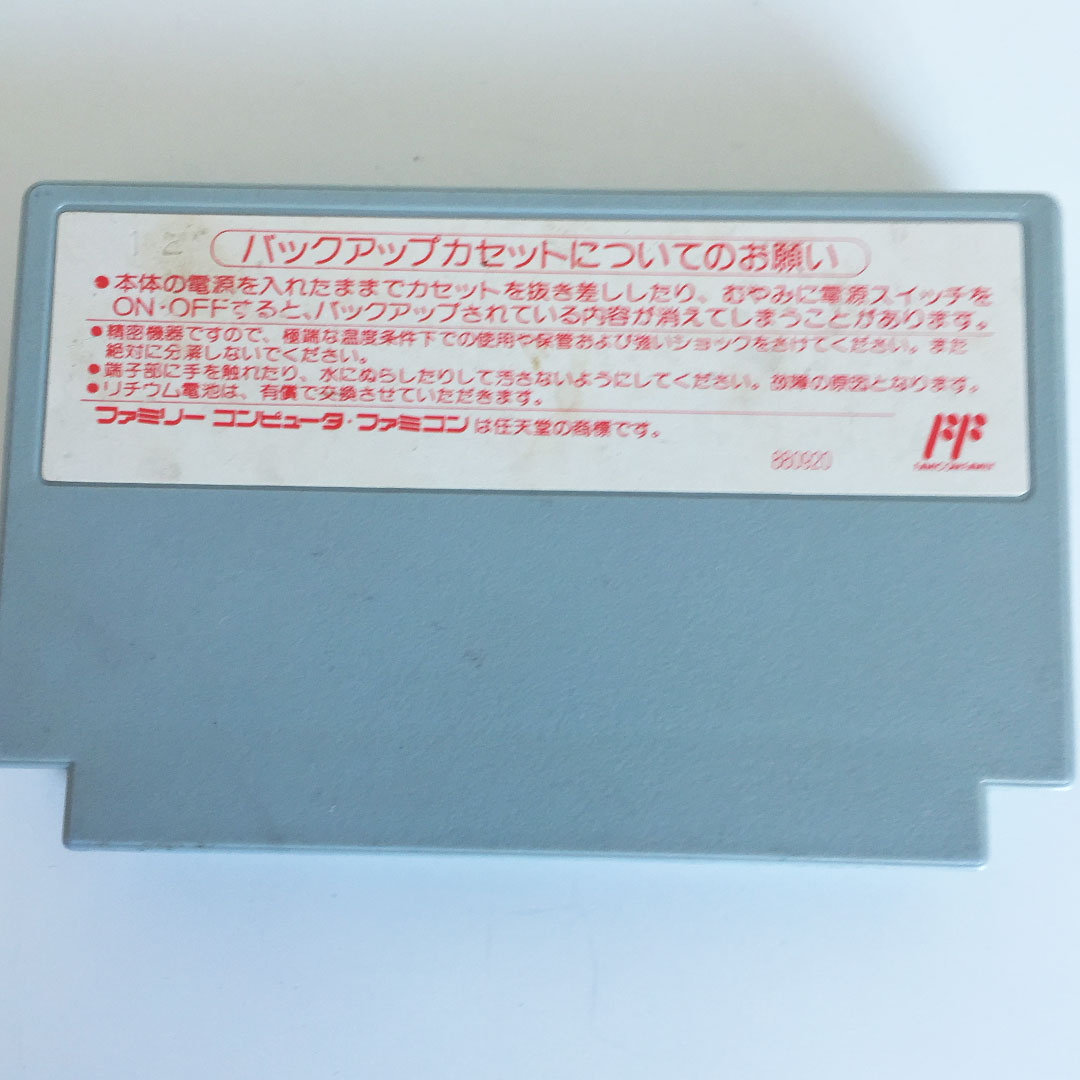 バックアップカセットについてのお願い
●本体の電源を入れたままでカセットを抜き差ししたり、むやみに電源スイッチを
ON・OFFすると、バックアップされている内容が消えてしまうことがあります。
●精密機器ですので、極端な温度条件下での使用や保管および強いショックをさけてください。また
絶対に分解しないでください。
●端子部に手を触れたり、水にぬらしたりして汚さないようにしてください。故障の原因となります。
●リチウム電池は、有償で交換させていただきます。
ファミリーコンピュータ・ファミコンは任天堂の商標です。
880920
FF